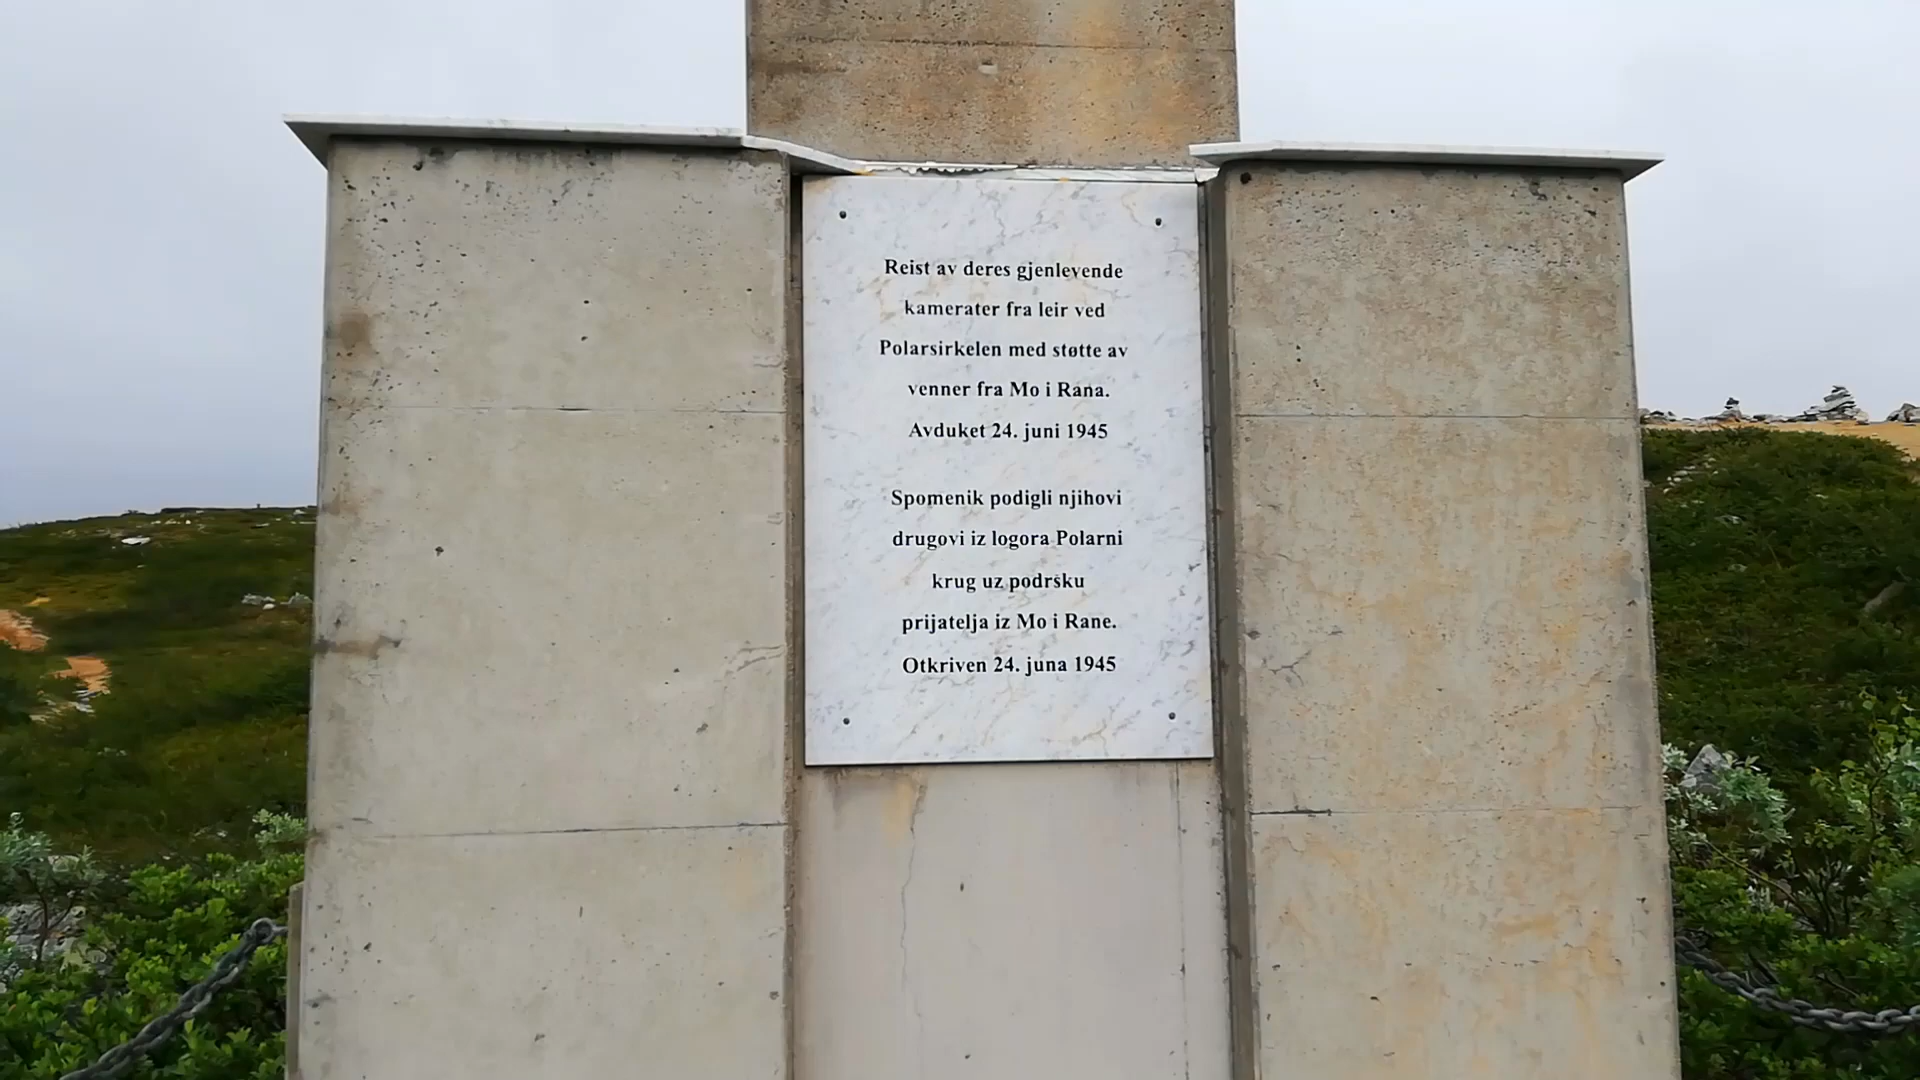 Reist av deres gjenlevende
kamerater fra leir ved
Polarsirkelen med støtte av
venner fra Mo i Rana.
Avduket 24. juni 1945
Spomenik podigli njihovi
drugovi iz logora Polarni
krug uz podršku
prijatelja iz Mo i Rane.
Otkriven 24. juna 1945